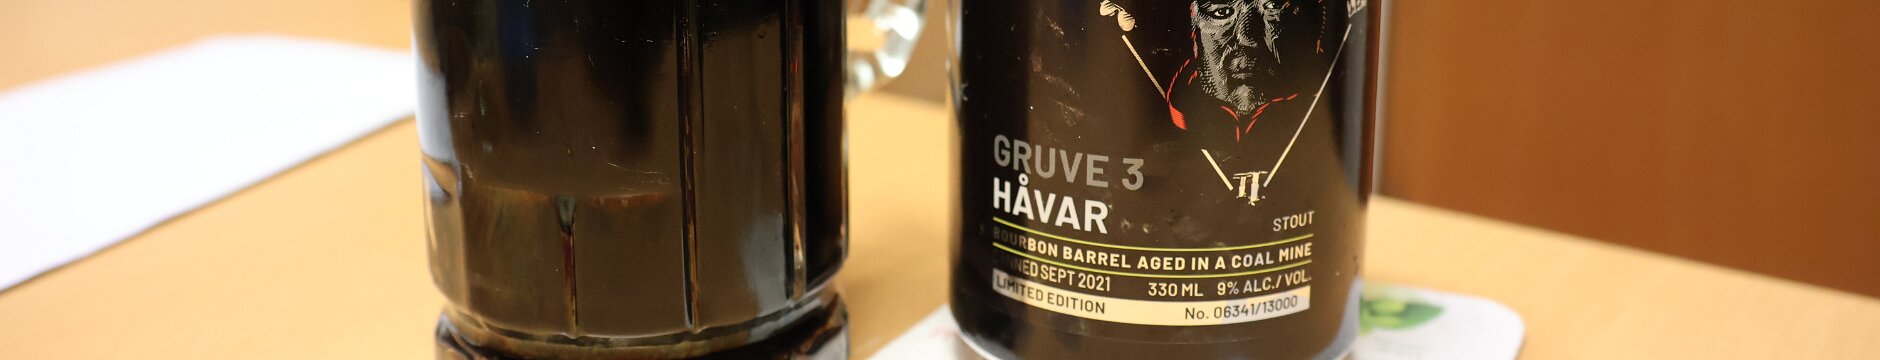 GRUVE 3
HÅVAR
STOUT
BOURBON BARREL AGED IN A COAL MINE
SEPT 2021 330 ML 9% ALC./VOL.
LIMITED EDITION No. 06341/13000